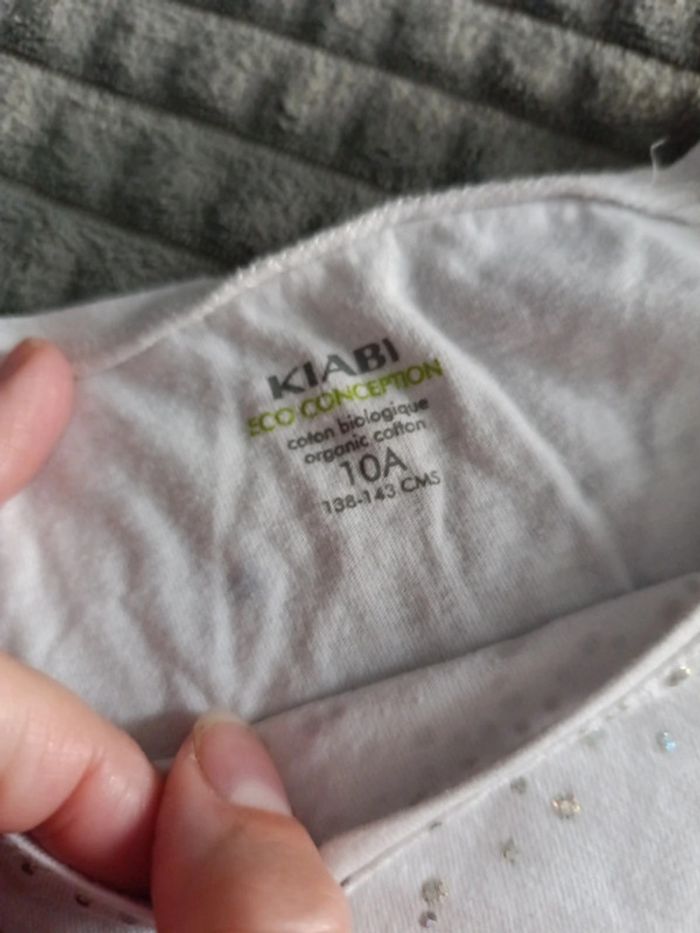 KIABI
ECO CONCEPTION
coton biologique
organic cotton
10A
138-143 CMS